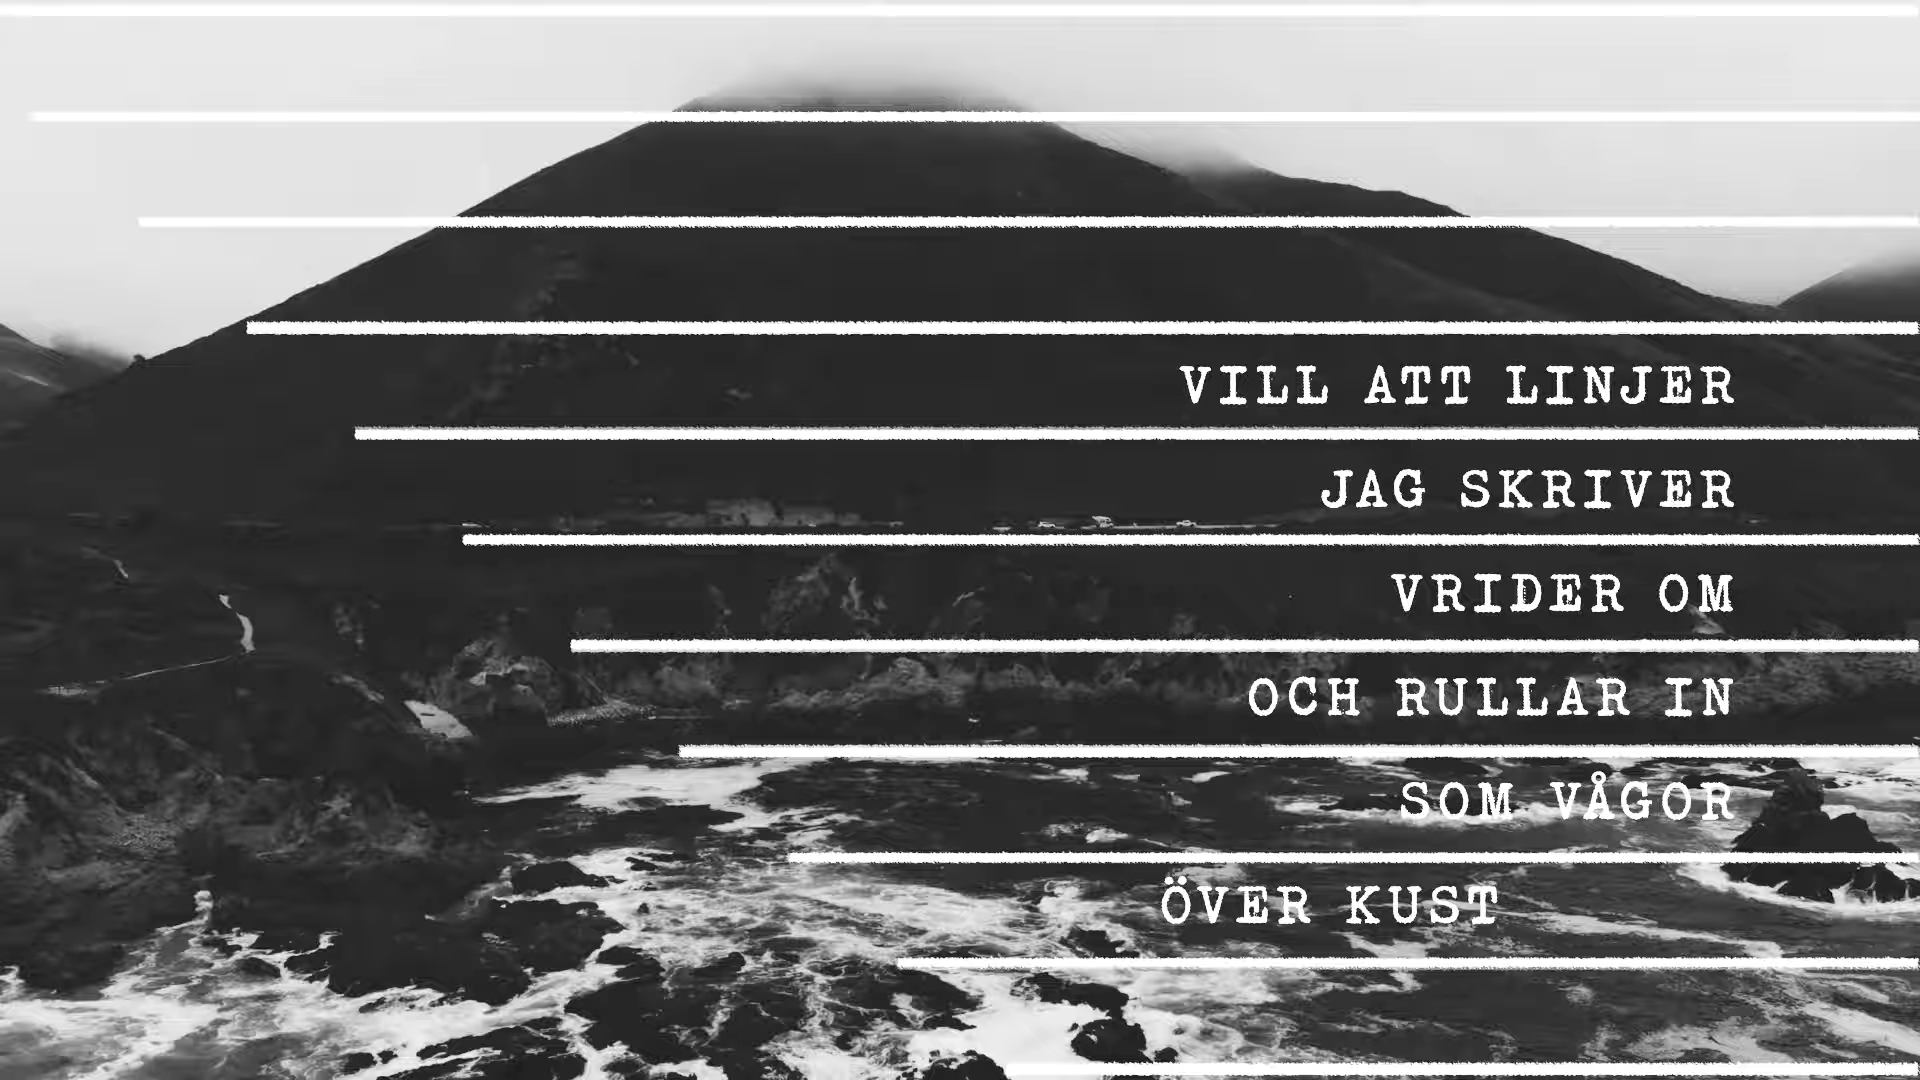 VILL ATT LINJER
JAG SKRIVER
VRIDER OM
OCH RULLAR IN
SOM VÅGOR
ÖVER KUST